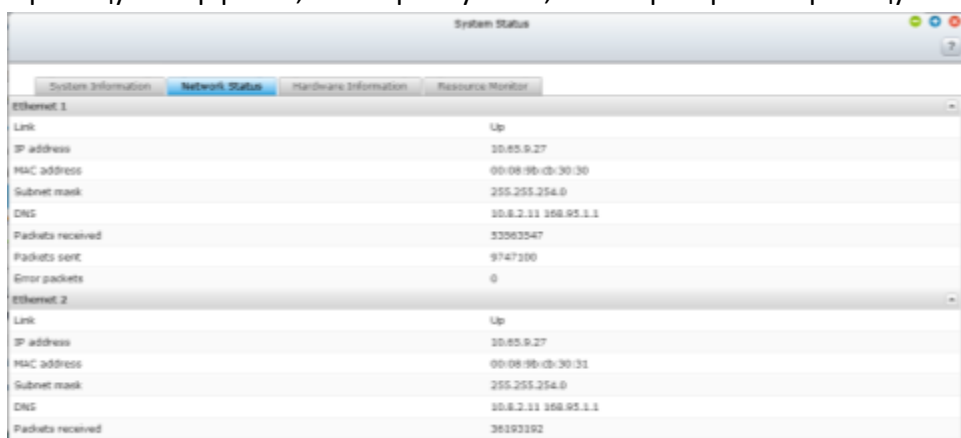 System Status
?
System Information Network Status Hardware Information Resource Monitor
Ethernet 1
Link Up
IP address 10.65.9.27
MAC address 00:08:9b:cb:30:30
Subnet mask 255.255.254.0
DNS 10.8.2.11 168.95.1.1
Packets received 53563547
Packets sent 9747100
Error packets 0
Ethernet 2
Link Up
IP address 10.65.9.27
MAC address 00:08:9b:cb:30:31
Subnet mask 255.255.254.0
DNS 10.8.2.11 168.95.1.1
Packets received 36193192